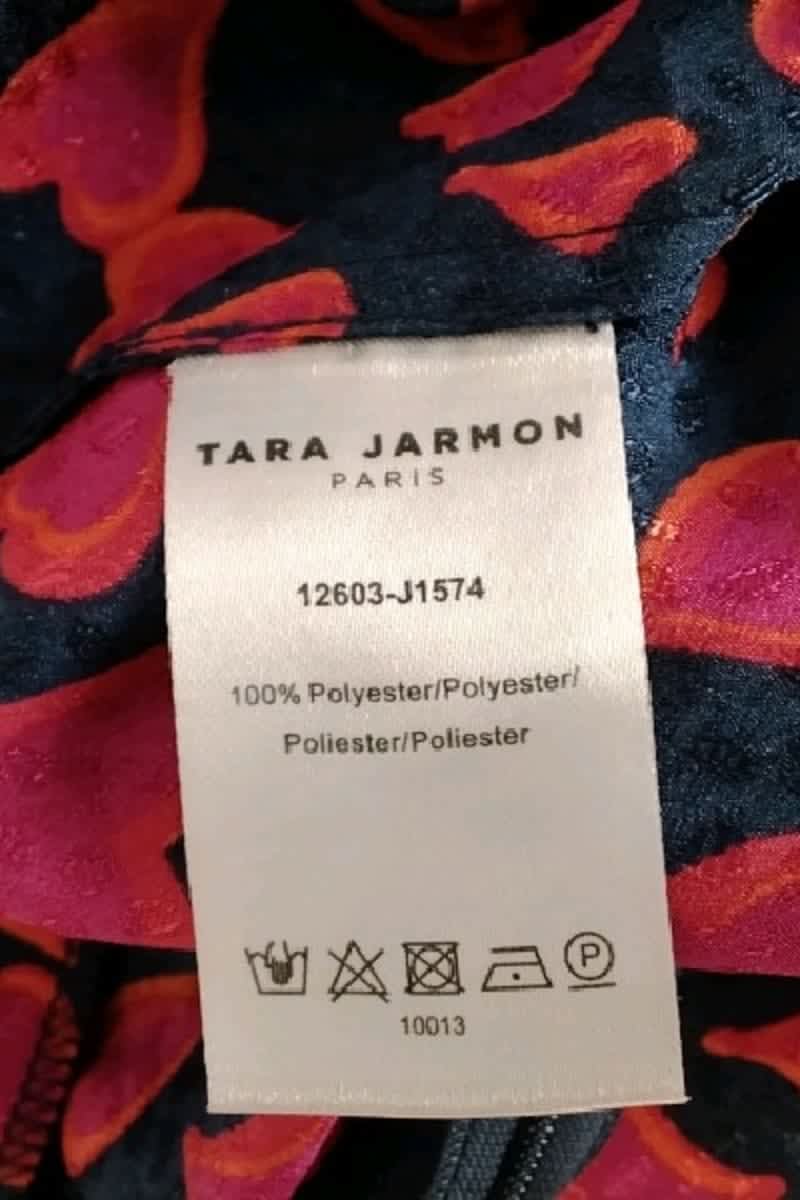 TARA JARMON
PARIS
12603-J1574
100% Polyester/Polyester/
Poliester/Poliester
P
10013